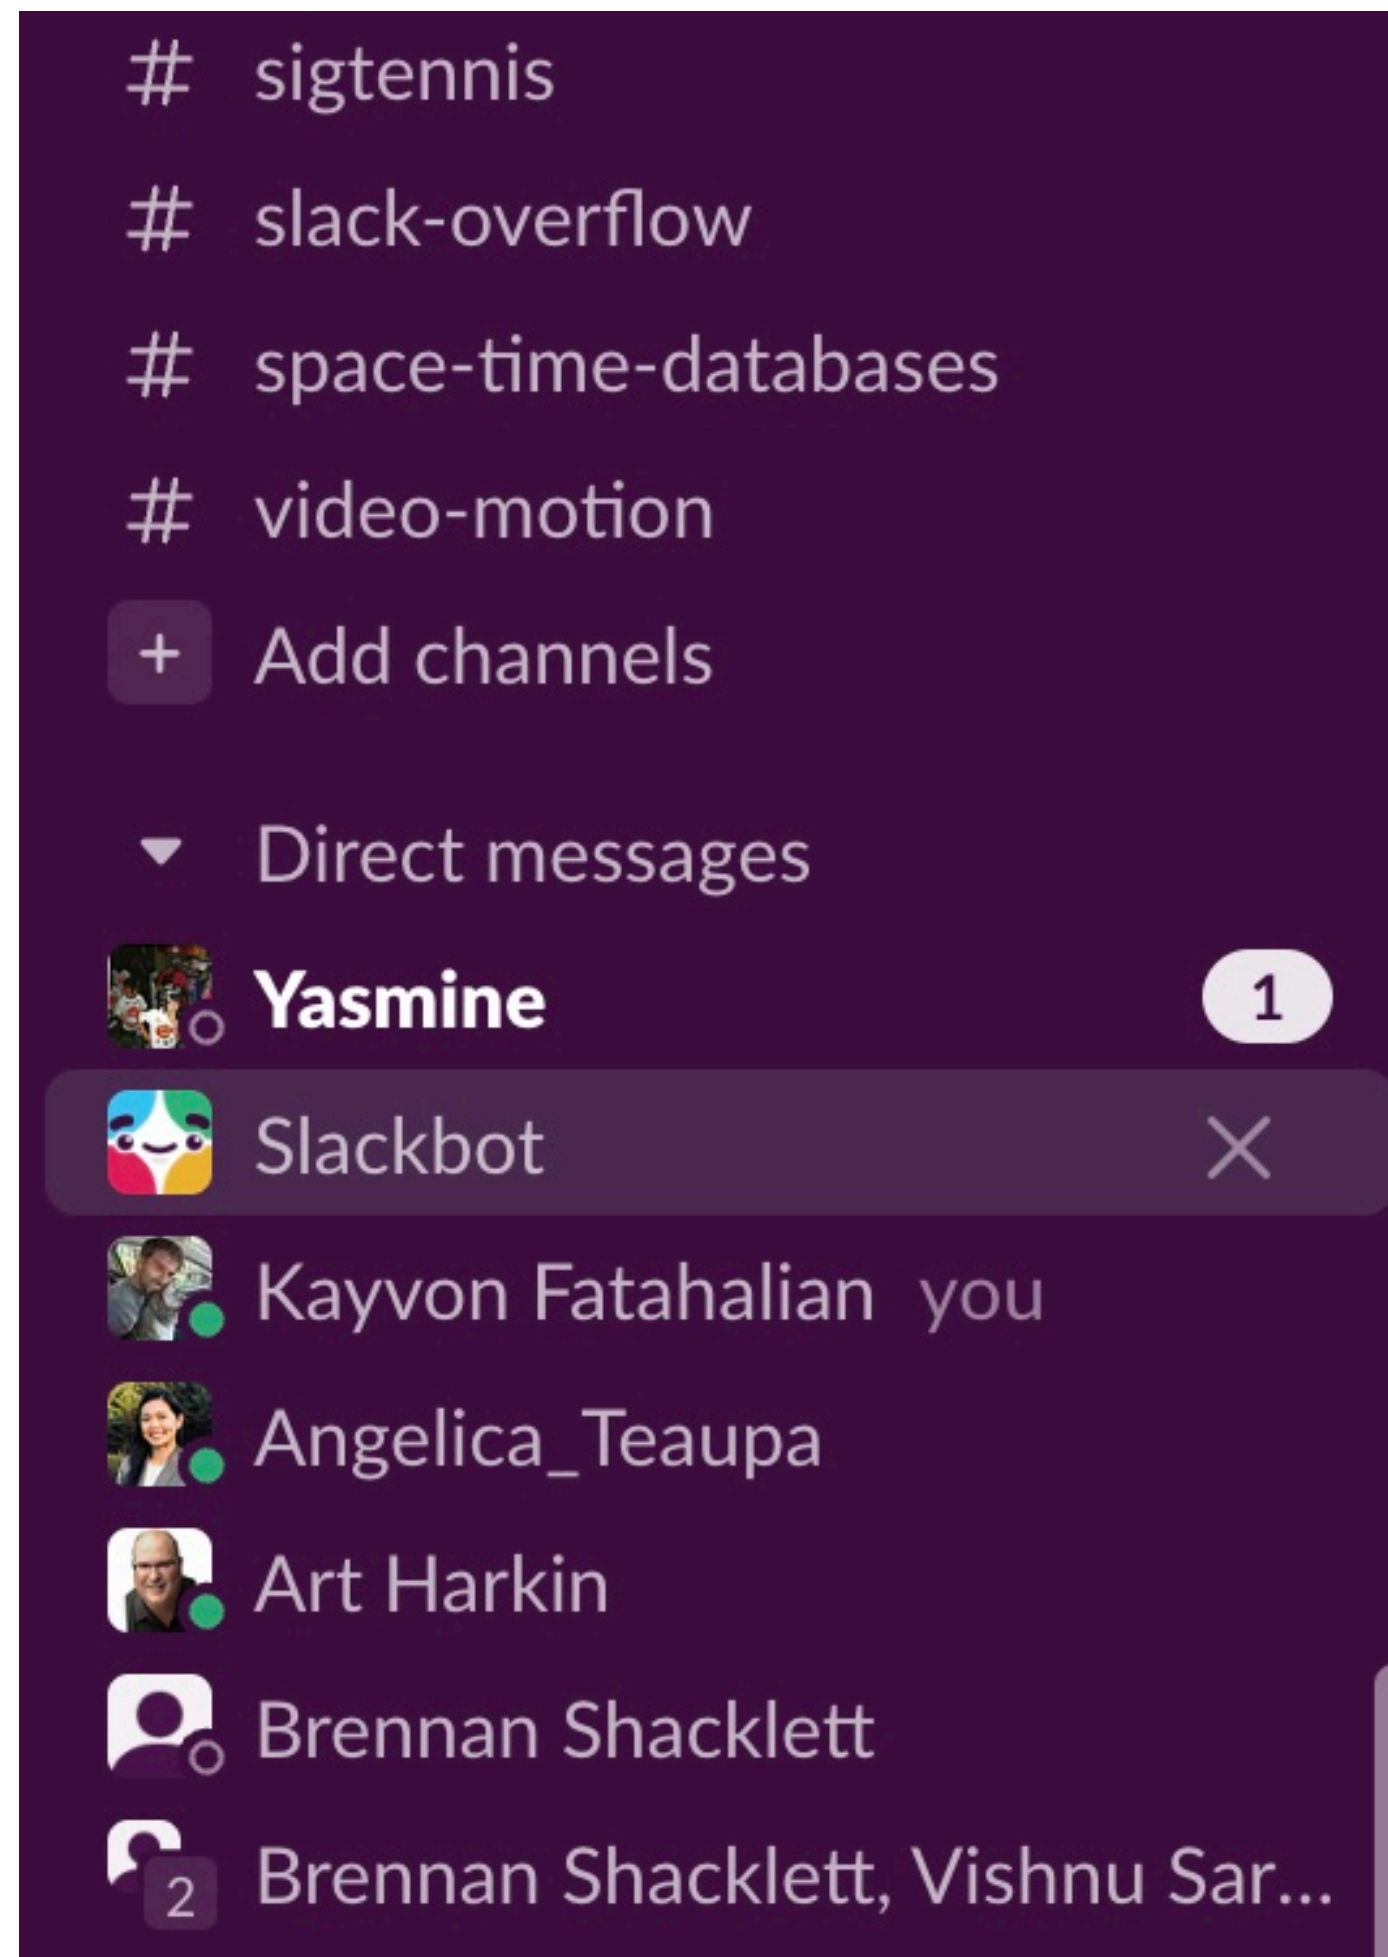 # sigtennis
# slack-overflow
# space-time-databases
# video-motion
+ Add channels
Direct messages
Yasmine 1
Slackbot
Kayvon Fatahalian you
Angelica_Teaupa
Art Harkin
Brennan Shacklett
2 Brennan Shacklett, Vishnu Sar...